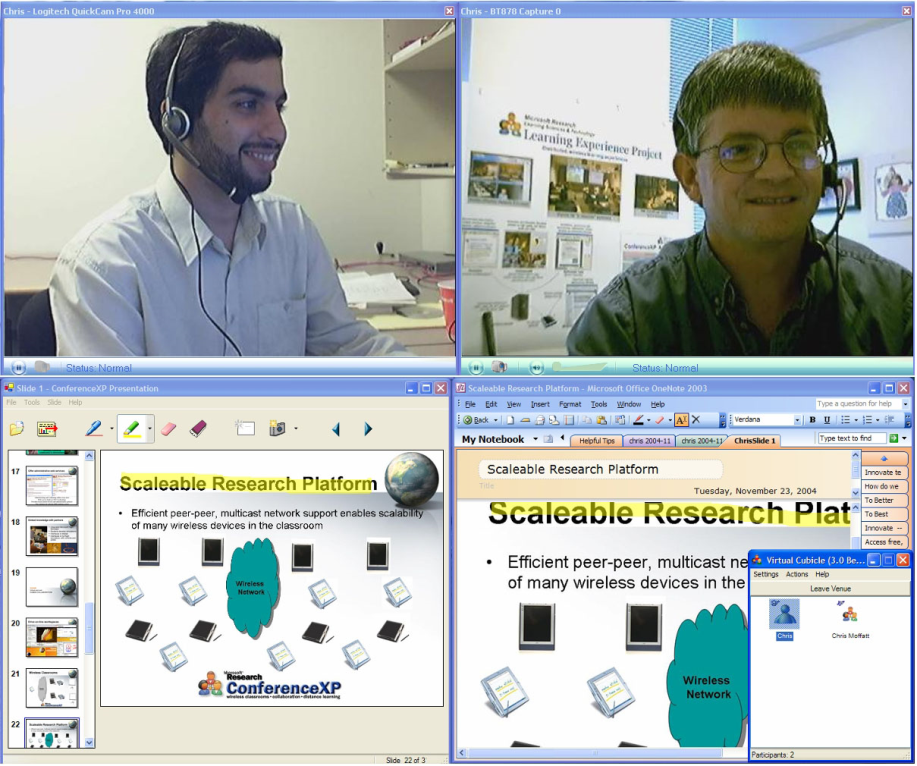 Chris - Logitech QuickCam Pro 4000
Chris - BT878 Capture 0
Microsoft Research
Learning Sciences & Technology
Learning Experience Project
ConferenceXP
Status: Normal
Status: Normal
Slide 1 - ConferenceXP Presentation
File Tools Slide Help
17
18
19
20
21
22
Scaleable Research Platform
• Efficient peer-peer, multicast network support enables scalability
of many wireless devices in the classroom
Wireless
Network
Microsoft
Research
ConferenceXP
wireless classrooms • collaboration • distance learning
Slide 22 of 3
Scaleable Research Platform - Microsoft Office OneNote 2003
File Edit View Insert Format Tools Window Help
Type a question for help
Back
Verdana
B U
My Notebook
Helpful Tips
chris 2004-11
chris 2004-11
ChrisSlide 1
Type text to find
Scaleable Research Platform
Title
Tuesday, November 23, 2004
Innovate te
How do we
To Better
To Best
Innovate --
Access free,
Scaleable Research Plat
• Efficient peer-peer, multicast ne
of many wireless devices in the
Wireless
Network
Virtual Cubicle (3.0 Be...
Settings Actions Help
Leave Venue
Chris
Chris Moffatt
Participants: 2